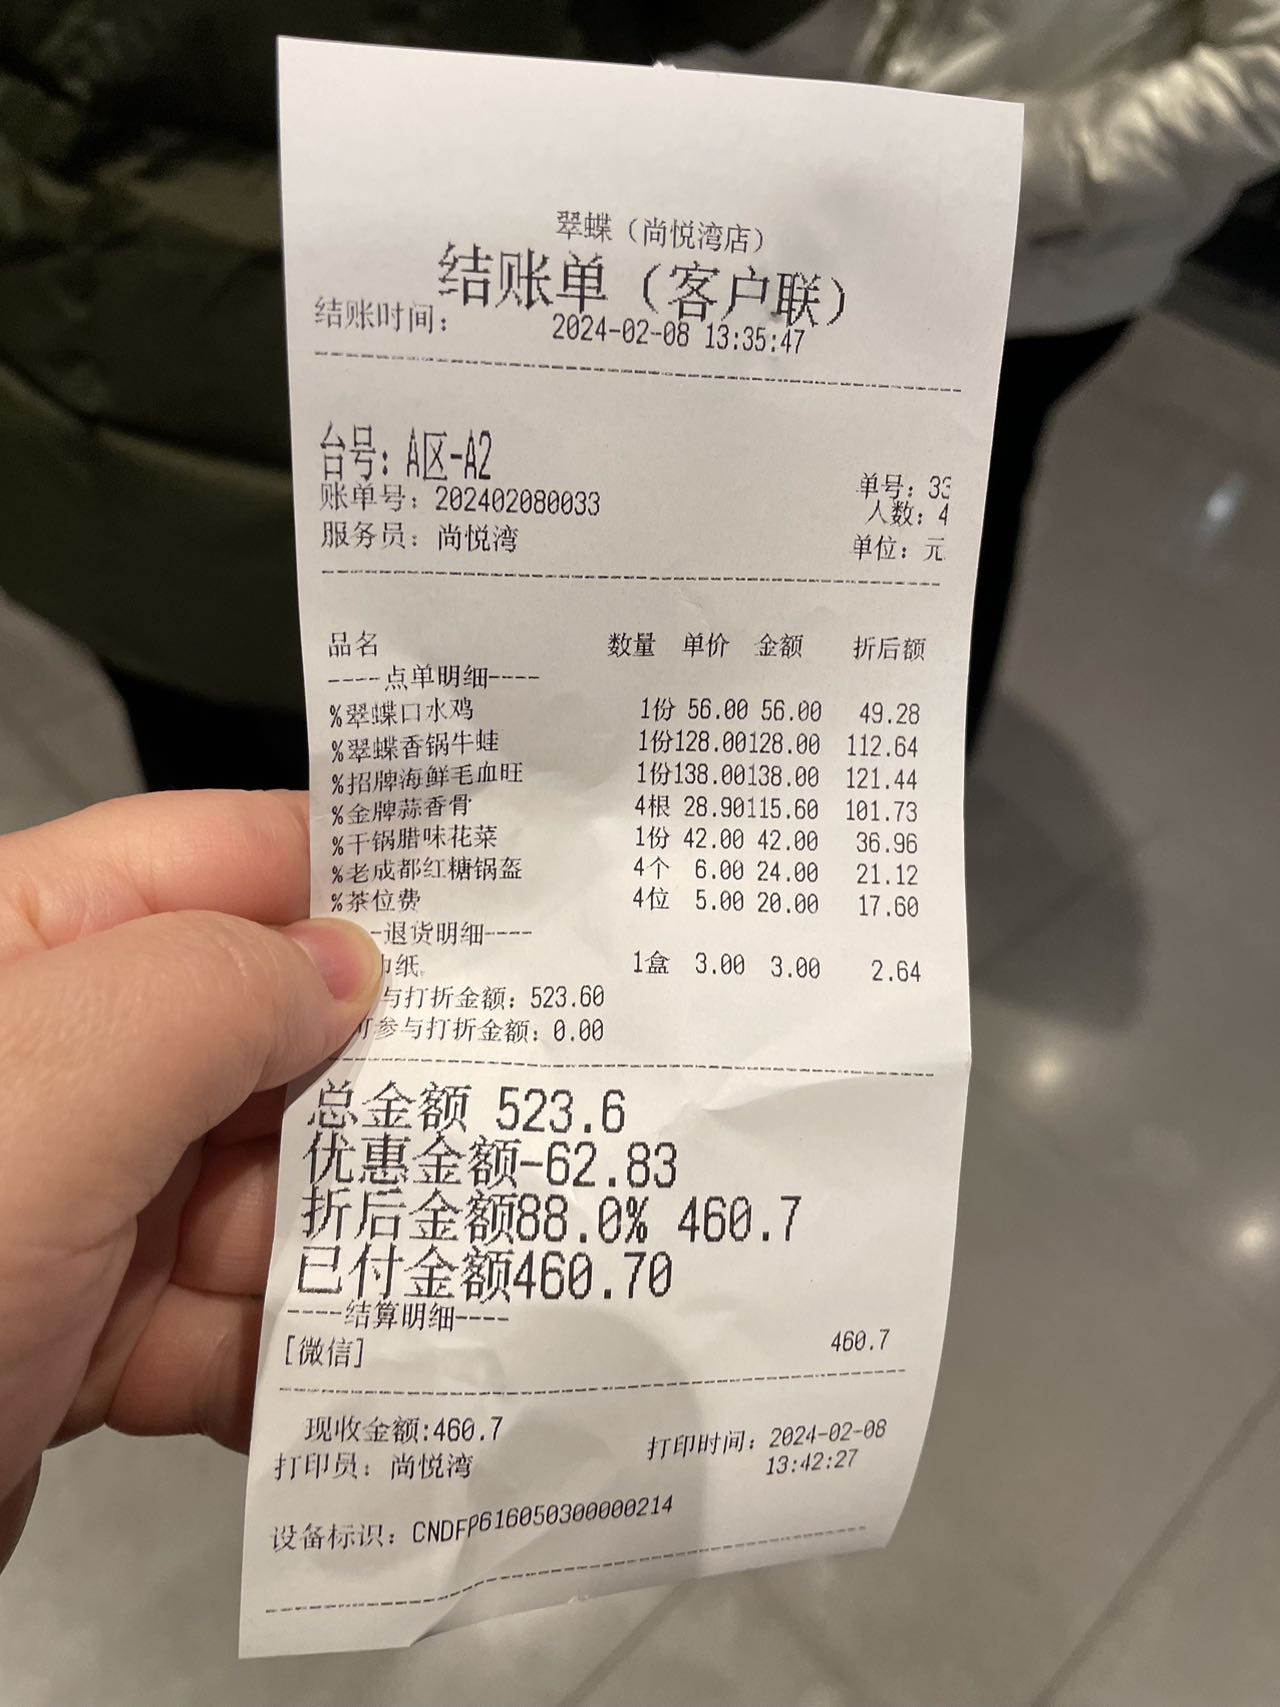 翠蝶（尚悦湾店）
结账单（客户联）
结账时间： 2024-02-08 13:35:47
台号：A区-A2
账单号：202402080033 单号：33
人数：4
服务员：尚悦湾 单位：元
品名 数量 单价 金额 折后额
----点单明细----
%翠蝶口水鸡 1份 56.00 56.00 49.28
%翠蝶香锅牛蛙 1份128.00128.00 112.64
%招牌海鲜毛血旺 1份138.00138.00 121.44
%金牌蒜香骨 4根 28.90115.60 101.73
%干锅腊味花菜 1份 42.00 42.00 36.96
%老成都红糖锅盔 4个 6.00 24.00 21.12
%茶位费 4位 5.00 20.00 17.60
-退货明细----
纸 1盒 3.00 3.00 2.64
与打折金额：523.60
可参与打折金额：0.00
总金额 523.6
优惠金额-62.83
折后金额88.0% 460.7
已付金额460.70
----结算明细----
[微信] 460.7
现收金额:460.7
打印员：尚悦湾 打印时间：2024-02-08
13:42:27
设备标识：CNDFP616050300000214